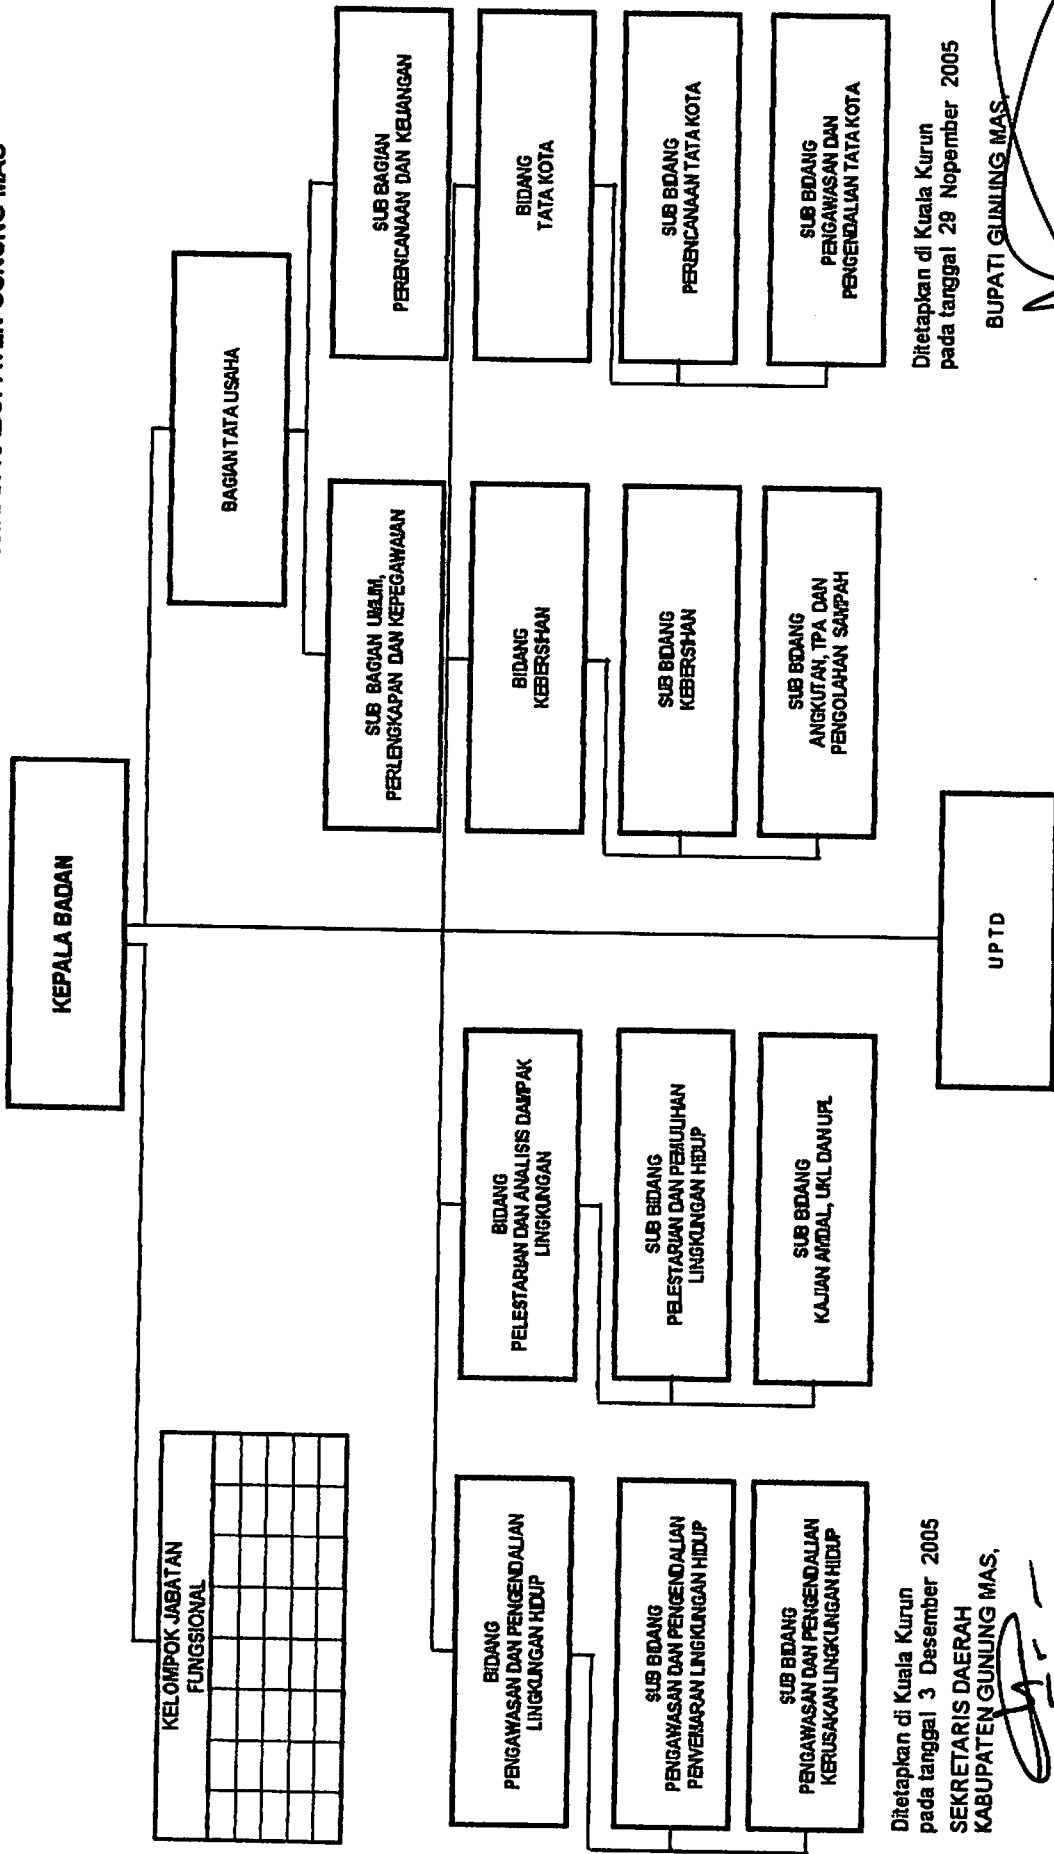 KEPALA BADAN
KELOMPOK JABATAN
FUNGSIONAL
BAGIAN TATA USAHA
SUB BAGIAN UMUM,
PERLENGKAPAN DAN KEPEGAWAIAN
SUB BAGIAN
PERENCANAAN DAN KEUANGAN
BIDANG
PENGAWASAN DAN PENGENDALIAN
LINGKUNGAN HIDUP
BIDANG
PELESTARIAN DAN ANALISIS DAMPAK
LINGKUNGAN
BIDANG
KEBERSIHAN
BIDANG
TATA KOTA
SUB BIDANG
PENGAWASAN DAN PENGENDALIAN
PENVEMARAN LINGKUNGAN HIDUP
SUB BIDANG
PELESTARIAN DAN PEMULIHAN
LINGKUNGAN HIDUP
SUB BIDANG
KEBERSIHAN
SUB BIDANG
PERENCANAAN TATA KOTA
SUB BIDANG
PENGAWASAN DAN PENGENDALIAN
KERUSAKAN LINGKUNGAN HIDUP
SUB BIDANG
KAJIAN AMDAL, UKL DAN UPL
SUB BIDANG
ANGKUTAN, TPA DAN
PENGOLAHAN SAMPAH
SUB BIDANG
PENGAWASAN DAN
PENGENDALIAN TATA KOTA
UPTD
Ditetapkan di Kuala Kurun
pada tanggal 3 Desember 2005
SEKRETARIS DAERAH
KABUPATEN GUNUNG MAS,
Ditetapkan di Kuala Kurun
pada tanggal 29 Nopember 2005
BUPATI GUNUNG MAS,